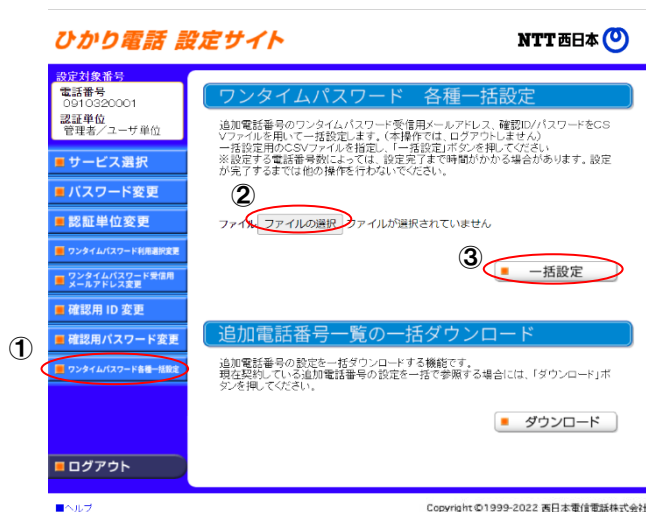 ひかり電話 設定サイト
NTT西日本
設定対象番号
電話番号
0910320001
認証単位
管理者/ユーザ単位
サービス選択
パスワード変更
認証単位変更
ワンタイムパスワード利用選択変更
ワンタイムパスワード受信用
メールアドレス変更
確認用 ID 変更
確認用パスワード変更
①
ワンタイムパスワード各種一括設定
ログアウト
ワンタイムパスワード 各種一括設定
追加電話番号のワンタイムパスワード受信用メールアドレス、確認ID/パスワードをCS
Vファイルを用いて一括設定します。(本操作では、ログアウトしません)
一括設定用のCSVファイルを指定し、「一括設定」ボタンを押してください
※設定する電話番号数によっては、設定完了まで時間がかかる場合があります。設定
が完了するまでは他の操作を行わないでください。
②
ファイル ファイルの選択 ファイルが選択されていません
③
一括設定
追加電話番号一覧の一括ダウンロード
追加電話番号の設定を一括ダウンロードする機能です。
現在契約している追加電話番号の設定を一括で参照する場合には、「ダウンロード」ボ
タンを押してください。
ダウンロード
■ヘルプ
Copyright©1999-2022 西日本電信電話株式会社